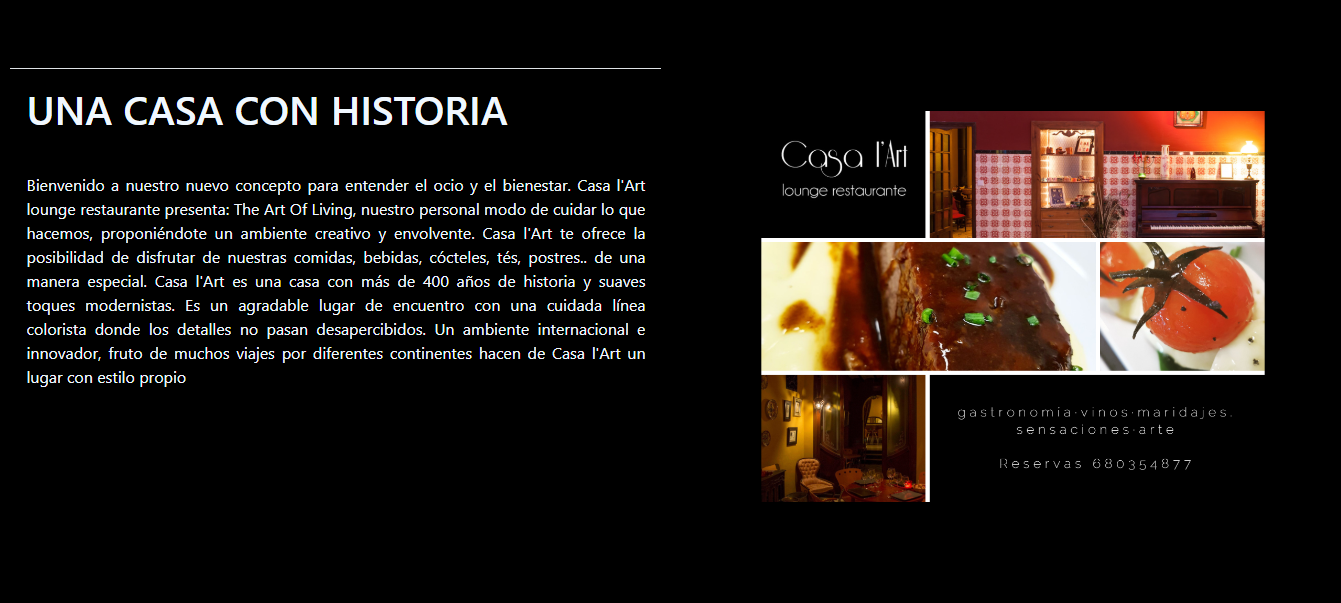 UNA CASA CON HISTORIA
Bienvenido a nuestro nuevo concepto para entender el ocio y el bienestar. Casa l'Art
lounge restaurante presenta: The Art Of Living, nuestro personal modo de cuidar lo que
hacemos, proponiéndote un ambiente creativo y envolvente. Casa l'Art te ofrece la
posibilidad de disfrutar de nuestras comidas, bebidas, cócteles, tés, postres.. de una
manera especial. Casa l'Art es una casa con más de 400 años de historia y suaves
toques modernistas. Es un agradable lugar de encuentro con una cuidada línea
colorista donde los detalles no pasan desapercibidos. Un ambiente internacional e
innovador, fruto de muchos viajes por diferentes continentes hacen de Casa l'Art un
lugar con estilo propio
Casa l'Art
lounge restaurante
gastronomía·vinos·maridajes.
sensaciones·arte
Reservas 680354877